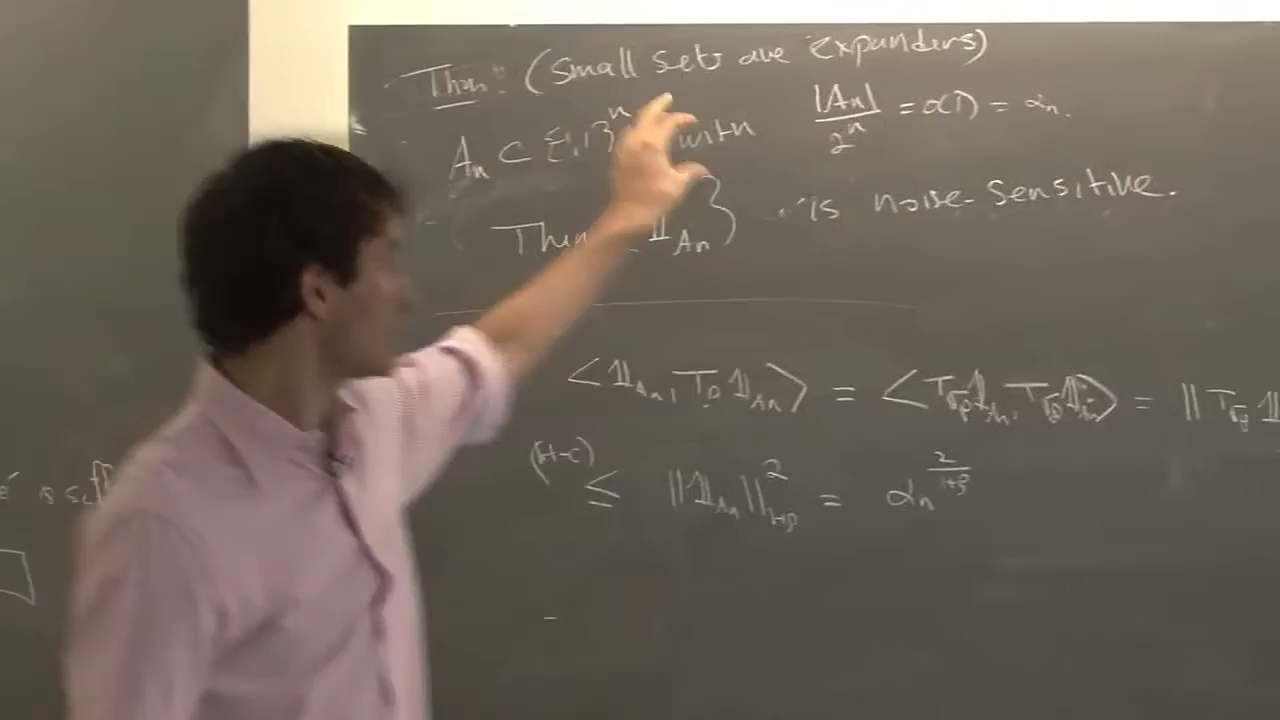 Thm: (Small sets are expanders)
A_n ⊂ {-1,1}^n with |A_n|/2^n = o(1) = α_n.
Then {𝟙_{A_n}} is noise-sensitive.
<𝟙_{A_n}, T_ρ 𝟙_{A_n}> = <T_{√ρ} 𝟙_{A_n}, T_{√ρ} 𝟙_{A_n}> = ||T_{√ρ} 𝟙
(H-C) ≤ ||𝟙_{A_n}||²_{1+ρ} = α_n^{2/(1+ρ)}